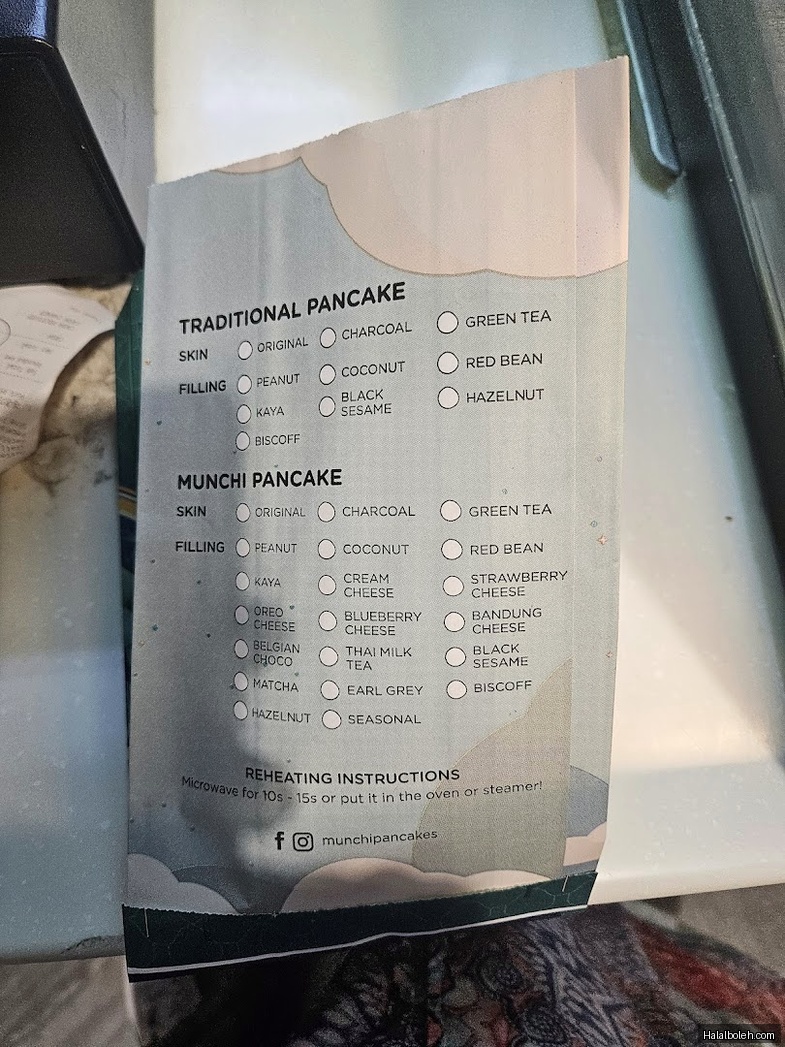 TRADITIONAL PANCAKE
SKIN ORIGINAL CHARCOAL GREEN TEA
FILLING PEANUT COCONUT RED BEAN
KAYA BLACK SESAME HAZELNUT
BISCOFF
MUNCHI PANCAKE
SKIN ORIGINAL CHARCOAL GREEN TEA
FILLING PEANUT COCONUT RED BEAN
KAYA CREAM CHEESE STRAWBERRY CHEESE
OREO CHEESE BLUEBERRY CHEESE BANDUNG CHEESE
BELGIAN CHOCO THAI MILK TEA BLACK SESAME
MATCHA EARL GREY BISCOFF
HAZELNUT SEASONAL
REHEATING INSTRUCTIONS
Microwave for 10s - 15s or put it in the oven or steamer!
munchipancakes
Halalboleh.com